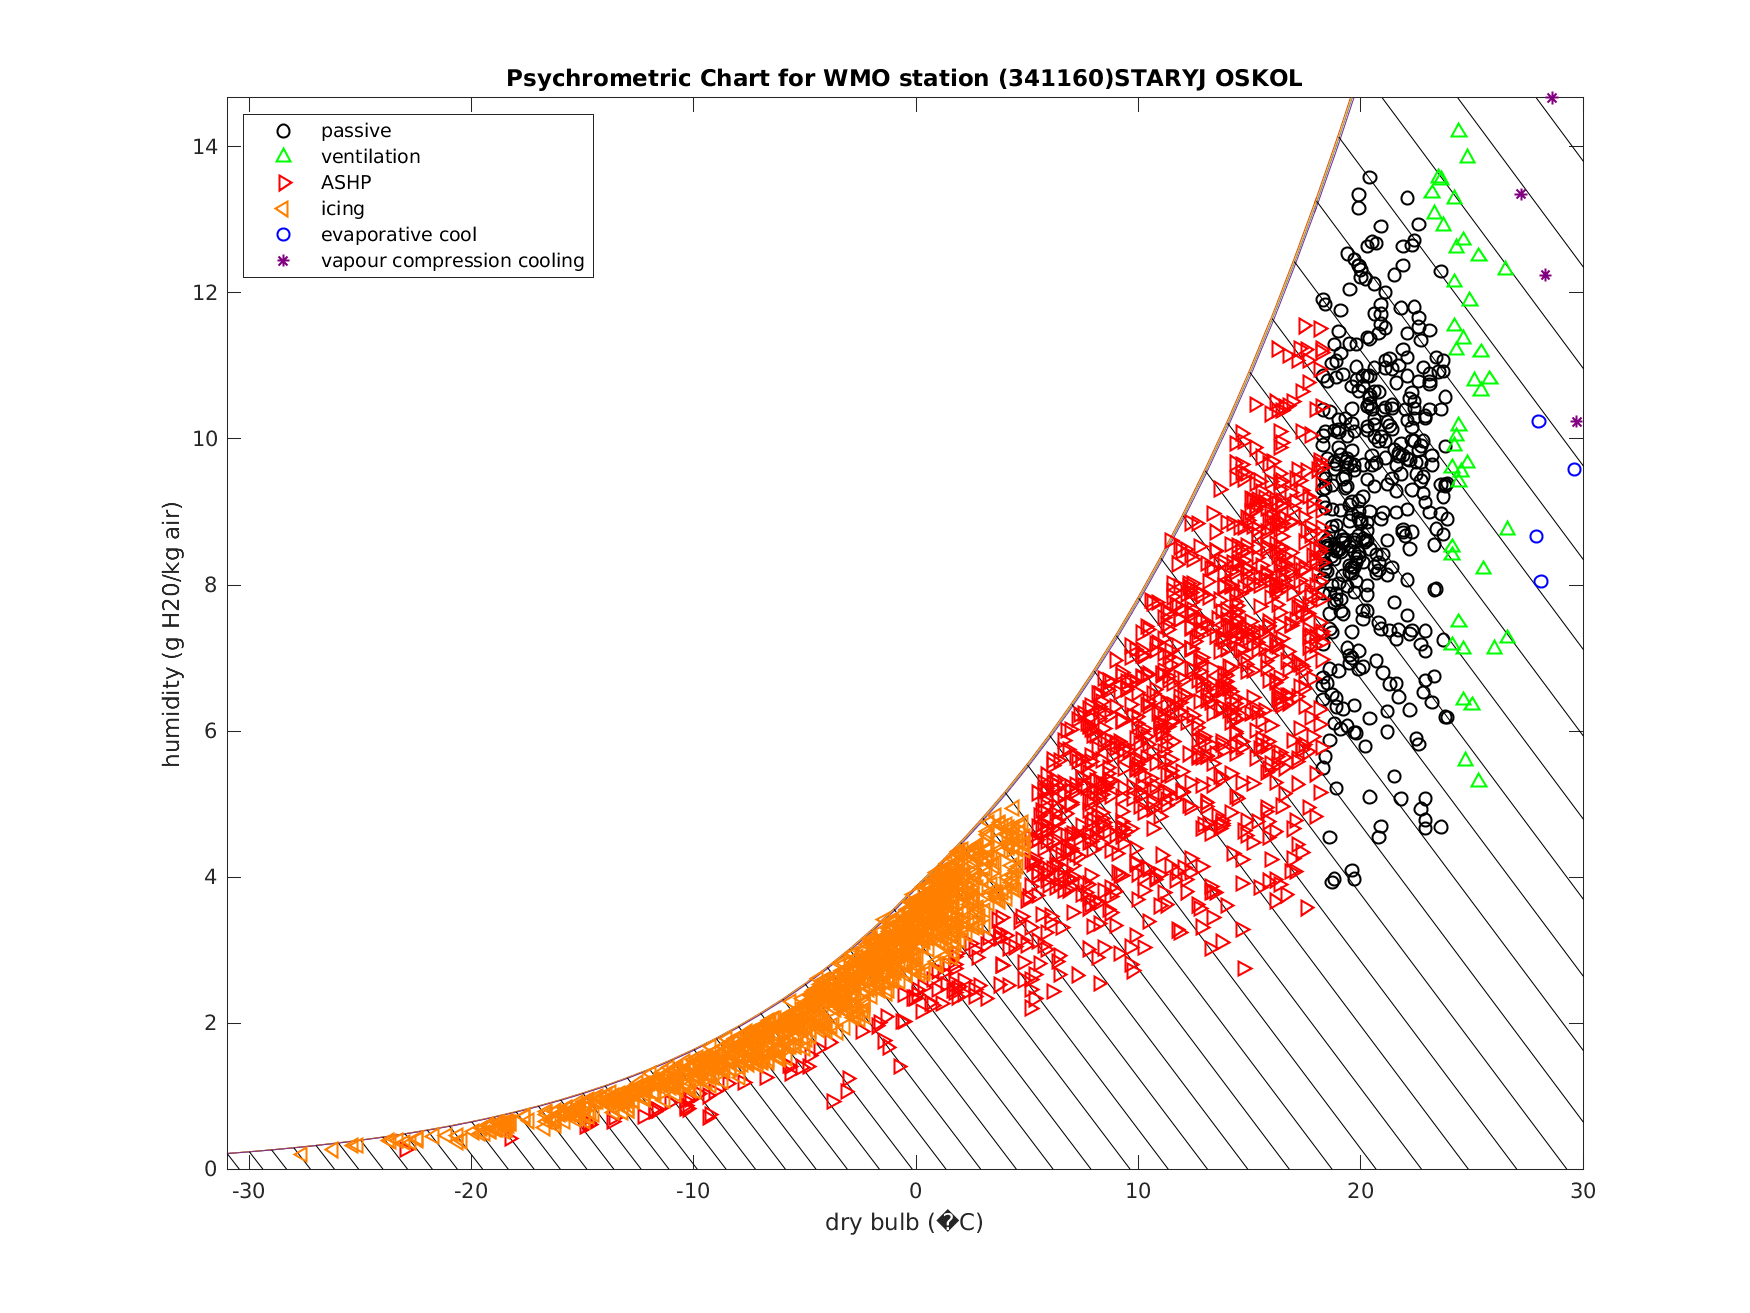 Psychrometric Chart for WMO station (341160)STARYJ OSKOL
passive
ventilation
ASHP
icing
evaporative cool
vapour compression cooling
humidity (g H20/kg air)
14
12
10
8
6
4
2
0
-30 -20 -10 0 10 20 30
dry bulb (�C)